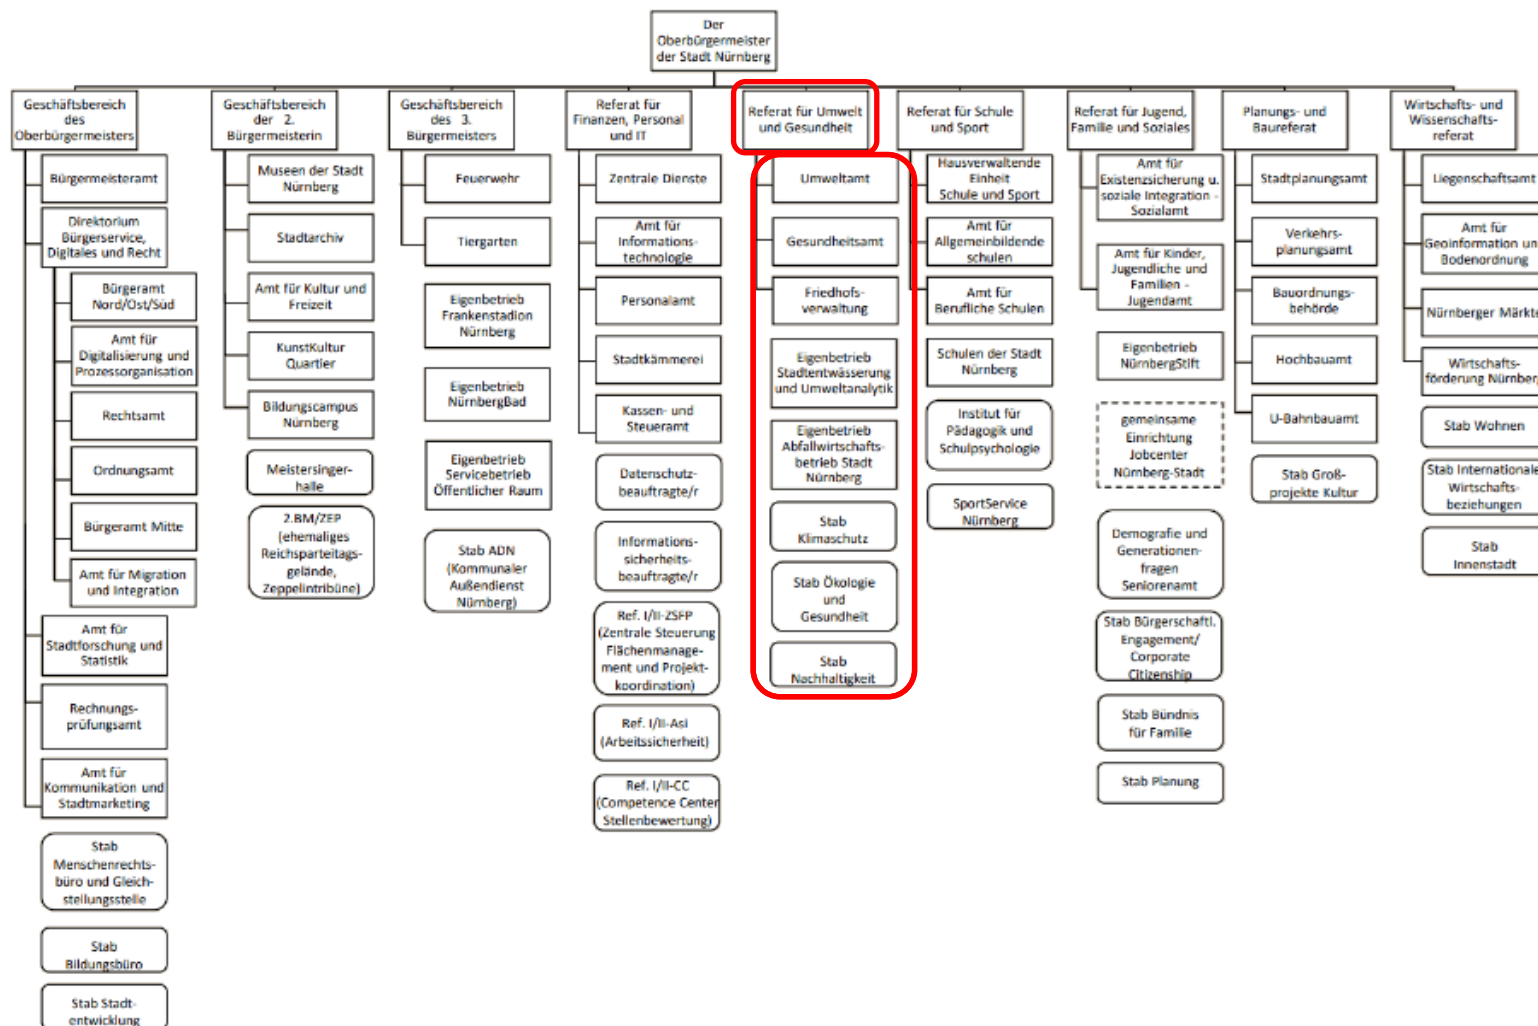 Der
Oberbürgermeister
der Stadt Nürnberg
Geschäftsbereich
des
Oberbürgermeisters
Bürgermeisteramt
Direktorium
Bürgerservice,
Digitales und Recht
Bürgeramt
Nord/Ost/Süd
Amt für
Digitalisierung und
Prozessorganisation
Rechtsamt
Ordnungsamt
Bürgeramt Mitte
Amt für Migration
und Integration
Amt für
Stadtforschung und
Statistik
Rechnungs-
prüfungsamt
Amt für
Kommunikation und
Stadtmarketing
Stab
Menschenrechts-
büro und Gleich-
stellungsstelle
Stab
Bildungsbüro
Stab Stadt-
entwicklung
Geschäftsbereich
der 2.
Bürgermeisterin
Museen der Stadt
Nürnberg
Stadtarchiv
Amt für Kultur und
Freizeit
KunstKultur
Quartier
Bildungscampus
Nürnberg
Meistersinger-
halle
2.BM/ZEP
(ehemaliges
Reichsparteitags-
gelände,
Zeppelintribüne)
Geschäftsbereich
des 3.
Bürgermeisters
Feuerwehr
Tiergarten
Eigenbetrieb
Frankenstadion
Nürnberg
Eigenbetrieb
NürnbergBad
Eigenbetrieb
Servicebetrieb
Öffentlicher Raum
Stab ADN
(Kommunaler
Außendienst
Nürnberg)
Referat für
Finanzen, Personal
und IT
Zentrale Dienste
Amt für
Informations-
technologie
Personalamt
Stadtkämmerei
Kassen- und
Steueramt
Datenschutz-
beauftragte/r
Informations-
sicherheits-
beauftragte/r
Ref. I/II-ZSFP
(Zentrale Steuerung
Flächenmanage-
ment und Projekt-
koordination)
Ref. I/II-Asi
(Arbeitssicherheit)
Ref. I/II-CC
(Competence Center
Stellenbewertung)
Referat für Umwelt
und Gesundheit
Umweltamt
Gesundheitsamt
Friedhofs-
verwaltung
Eigenbetrieb
Stadtentwässerung
und Umweltanalytik
Eigenbetrieb
Abfallwirtschafts-
betrieb Stadt
Nürnberg
Stab
Klimaschutz
Stab Ökologie
und
Gesundheit
Stab
Nachhaltigkeit
Referat für Schule
und Sport
Hausverwaltende
Einheit
Schule und Sport
Amt für
Allgemeinbildende
schulen
Amt für
Berufliche Schulen
Schulen der Stadt
Nürnberg
Institut für
Pädagogik und
Schulpsychologie
SportService
Nürnberg
Referat für Jugend,
Familie und Soziales
Amt für
Existenzsicherung u.
soziale Integration -
Sozialamt
Amt für Kinder,
Jugendliche und
Familien -
Jugendamt
Eigenbetrieb
NürnbergStift
gemeinsame
Einrichtung
Jobcenter
Nürnberg-Stadt
Demografie und
Generationen-
fragen
Seniorenamt
Stab Bürgerschaftl.
Engagement/
Corporate
Citizenship
Stab Bündnis
für Familie
Stab Planung
Planungs- und
Baureferat
Stadtplanungsamt
Verkehrs-
planungsamt
Bauordnungs-
behörde
Hochbauamt
U-Bahnbauamt
Stab Groß-
projekte Kultur
Wirtschafts- und
Wissenschafts-
referat
Liegenschaftsamt
Amt für
Geoinformation un
Bodenordnung
Nürnberger Märkte
Wirtschafts-
förderung Nürnberg
Stab Wohnen
Stab Internationale
Wirtschafts-
beziehungen
Stab
Innenstadt